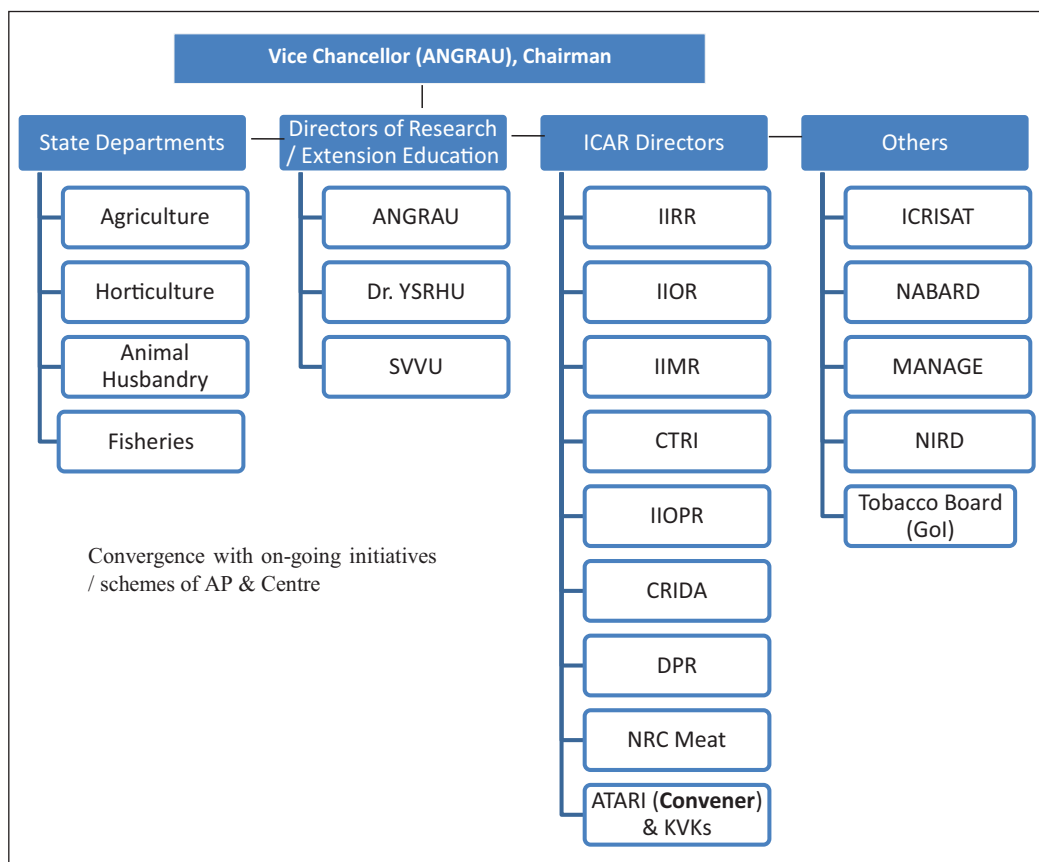 Vice Chancellor (ANGRAU), Chairman
State Departments
Agriculture
Horticulture
Animal
Husbandry
Fisheries
Directors of Research
/ Extension Education
ANGRAU
Dr. YSRHU
SVVU
ICAR Directors
IIRR
IIOR
IIMR
CTRI
IIOPR
CRIDA
DPR
NRC Meat
ATARI (Convener)
& KVKs
Others
ICRISAT
NABARD
MANAGE
NIRD
Tobacco Board
(GoI)
Convergence with on-going initiatives
/ schemes of AP & Centre